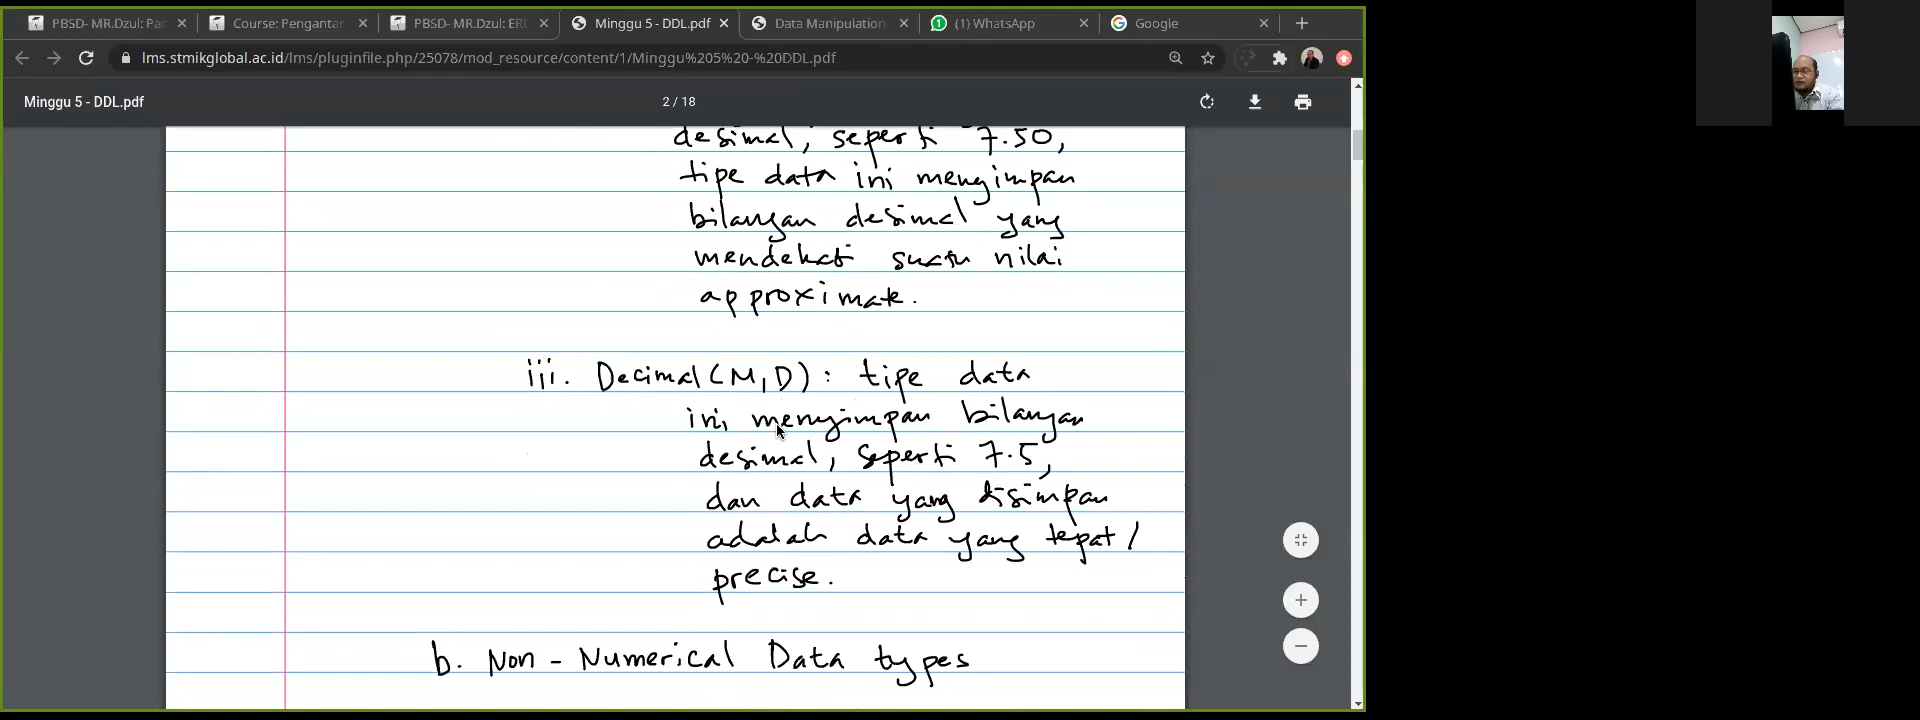 PBSD- MR.Dzul: Par
Course: Pengantar
PBSD- MR.Dzul: ERD
Minggu 5 - DDL.pdf
Data Manipulation
(1) WhatsApp
Google
lms.stmikglobal.ac.id/lms/pluginfile.php/25078/mod_resource/content/1/Minggu%205%20-%20DDL.pdf
Minggu 5 - DDL.pdf
2 / 18
desimal, seperti 7.50,
tipe data ini menyimpan
bilangan desimal yang
mendekati suatu nilai
approximate.
iii. Decimal(M,D): tipe data
ini menyimpan bilangan
desimal, seperti 7.5,
dan data yang disimpan
adalah data yang tepat/
precise.
b. Non-Numerical Data types